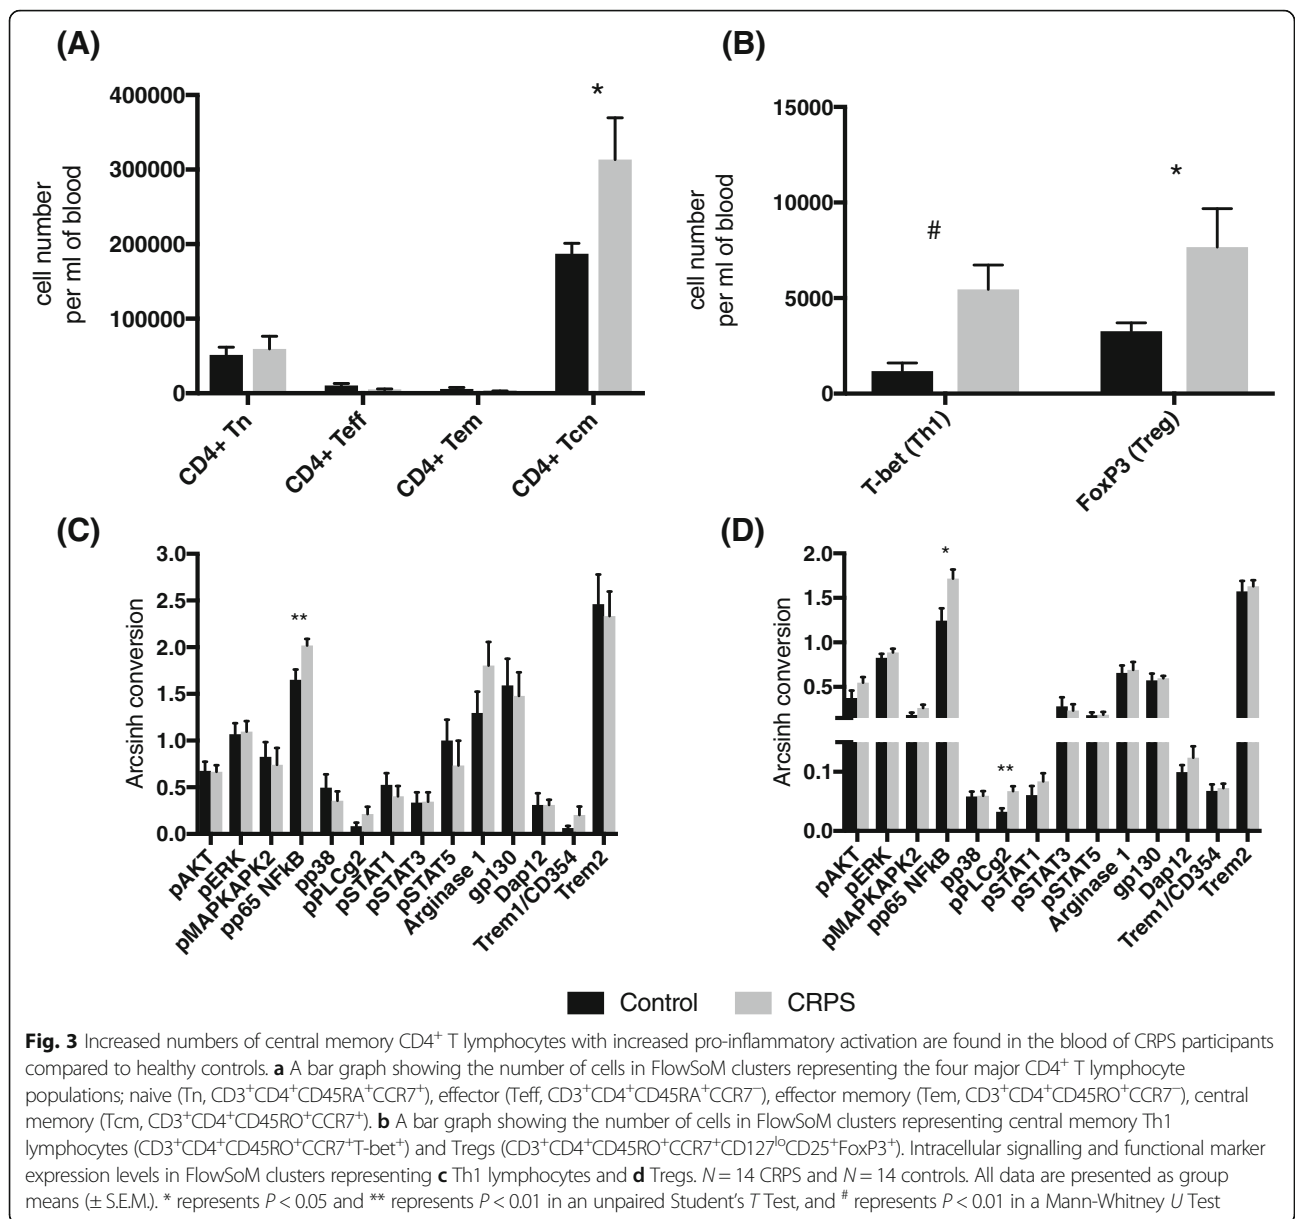 (A)
400000
300000
200000
100000
0
cell number
per ml of blood
*
CD4+ Tn
CD4+ Teff
CD4+ Tem
CD4+ Tcm
(B)
15000
10000
5000
0
cell number
per ml of blood
#
*
T-bet (Th1)
FoxP3 (Treg)
(C)
3.0
2.5
2.0
1.5
1.0
0.5
0.0
Arcsinh conversion
**
pAKT
pERK
pMAPKAPK2
pp65 NFkB
pp38
pPLCg2
pSTAT1
pSTAT3
pSTAT5
Arginase 1
gp130
Dap12
Trem1/CD354
Trem2
(D)
2.0
1.5
1.0
0.5
0.1
0.0
Arcsinh conversion
*
**
pAKT
pERK
pMAPKAPK2
pp65 NFkB
pp38
pPLCg2
pSTAT1
pSTAT3
pSTAT5
Arginase 1
gp130
Dap12
Trem1/CD354
Trem2
Control
CRPS
Fig. 3 Increased numbers of central memory CD4⁺ T lymphocytes with increased pro-inflammatory activation are found in the blood of CRPS participants
compared to healthy controls. a A bar graph showing the number of cells in FlowSoM clusters representing the four major CD4⁺ T lymphocyte
populations; naive (Tn, CD3⁺CD4⁺CD45RA⁺CCR7⁺), effector (Teff, CD3⁺CD4⁺CD45RA⁺CCR7⁻), effector memory (Tem, CD3⁺CD4⁺CD45RO⁺CCR7⁻), central
memory (Tcm, CD3⁺CD4⁺CD45RO⁺CCR7⁺). b A bar graph showing the number of cells in FlowSoM clusters representing central memory Th1
lymphocytes (CD3⁺CD4⁺CD45RO⁺CCR7⁺T-bet⁺) and Tregs (CD3⁺CD4⁺CD45RO⁺CCR7⁺CD127ˡᵒCD25⁺FoxP3⁺). Intracellular signalling and functional marker
expression levels in FlowSoM clusters representing c Th1 lymphocytes and d Tregs. N = 14 CRPS and N = 14 controls. All data are presented as group
means (± S.E.M.). * represents P < 0.05 and ** represents P < 0.01 in an unpaired Student's T Test, and # represents P < 0.01 in a Mann-Whitney U Test